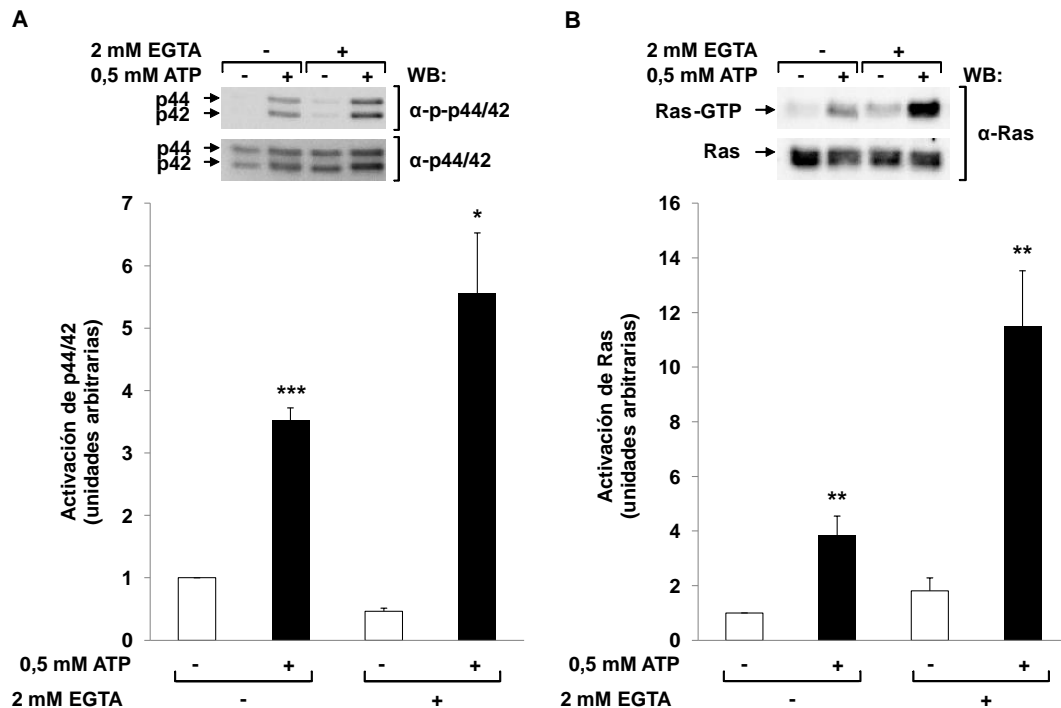 A
2 mM EGTA - +
0,5 mM ATP - + - + WB:
p44
p42
α-p-p44/42
p44
p42
α-p44/42
Activación de p44/42
(unidades arbitrarias)
7
6
5
4
3
2
1
0
***
*
0,5 mM ATP - + - +
2 mM EGTA - +
B
2 mM EGTA - +
0,5 mM ATP - + - + WB:
Ras-GTP
Ras
α-Ras
Activación de Ras
(unidades arbitrarias)
16
14
12
10
8
6
4
2
0
**
**
0,5 mM ATP - + - +
2 mM EGTA - +